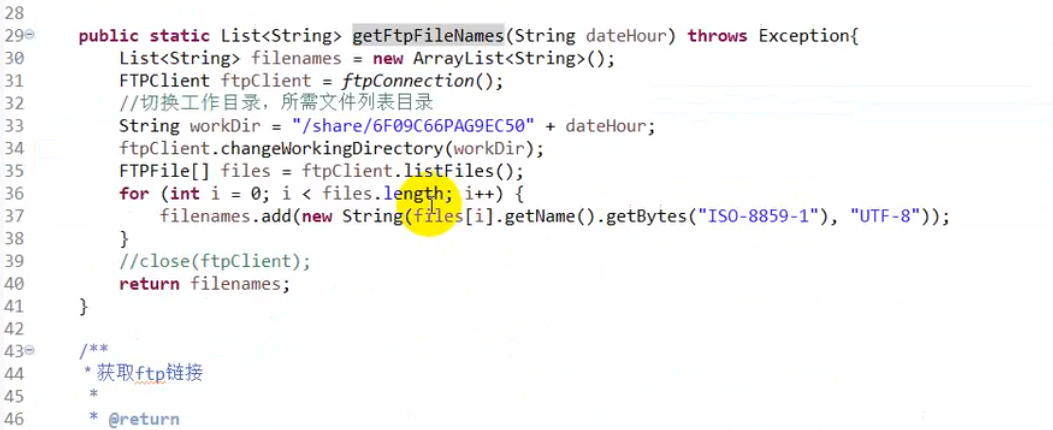 28
29 public static List<String> getFtpFileNames(String dateHour) throws Exception{
30 List<String> filenames = new ArrayList<String>();
31 FTPClient ftpClient = ftpConnection();
32 //切换工作目录，所需文件列表目录
33 String workDir = "/share/6F09C66PAG9EC50" + dateHour;
34 ftpClient.changeWorkingDirectory(workDir);
35 FTPFile[] files = ftpClient.listFiles();
36 for (int i = 0; i < files.length; i++) {
37 filenames.add(new String(files[i].getName().getBytes("ISO-8859-1"), "UTF-8"));
38 }
39 //close(ftpClient);
40 return filenames;
41 }
42
43 /**
44 * 获取ftp链接
45 *
46 * @return